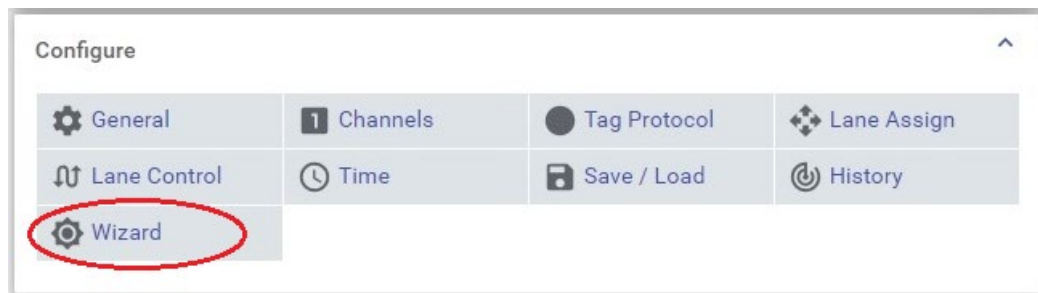 Configure
General Channels Tag Protocol Lane Assign
Lane Control Time Save / Load History
Wizard